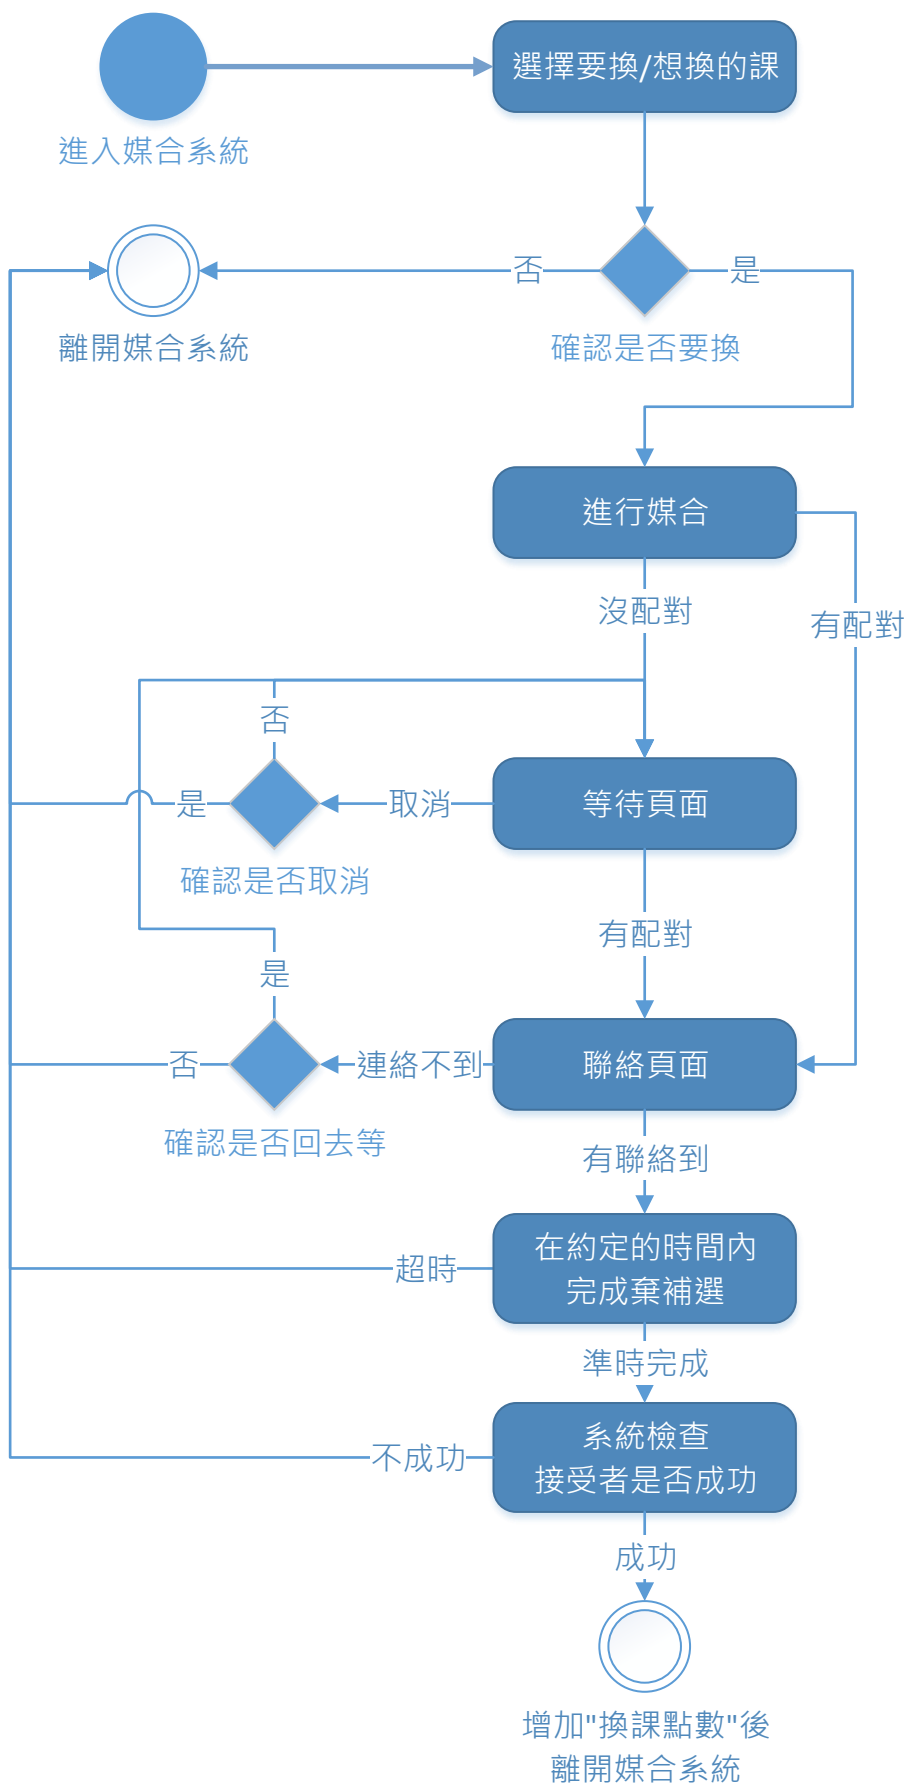 選擇要換/想換的課
進入媒合系統
否
是
離開媒合系統
確認是否要換
進行媒合
沒配對
有配對
否
是
取消
等待頁面
確認是否取消
有配對
是
否
連絡不到
聯絡頁面
確認是否回去等
有聯絡到
在約定的時間內
完成棄補選
超時
準時完成
系統檢查
接受者是否成功
不成功
成功
增加"換課點數"後
離開媒合系統